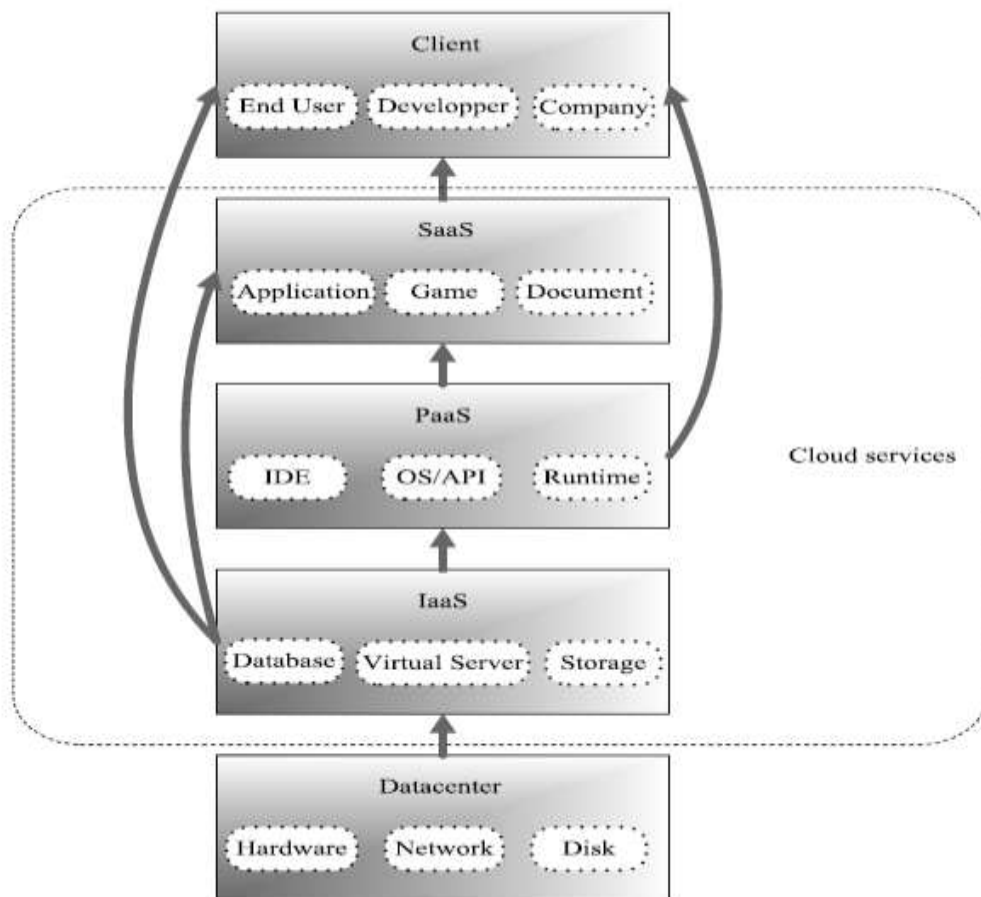 Client
End User Developper Company
SaaS
Application Game Document
PaaS
IDE OS/API Runtime
Cloud services
IaaS
Database Virtual Server Storage
Datacenter
Hardware Network Disk